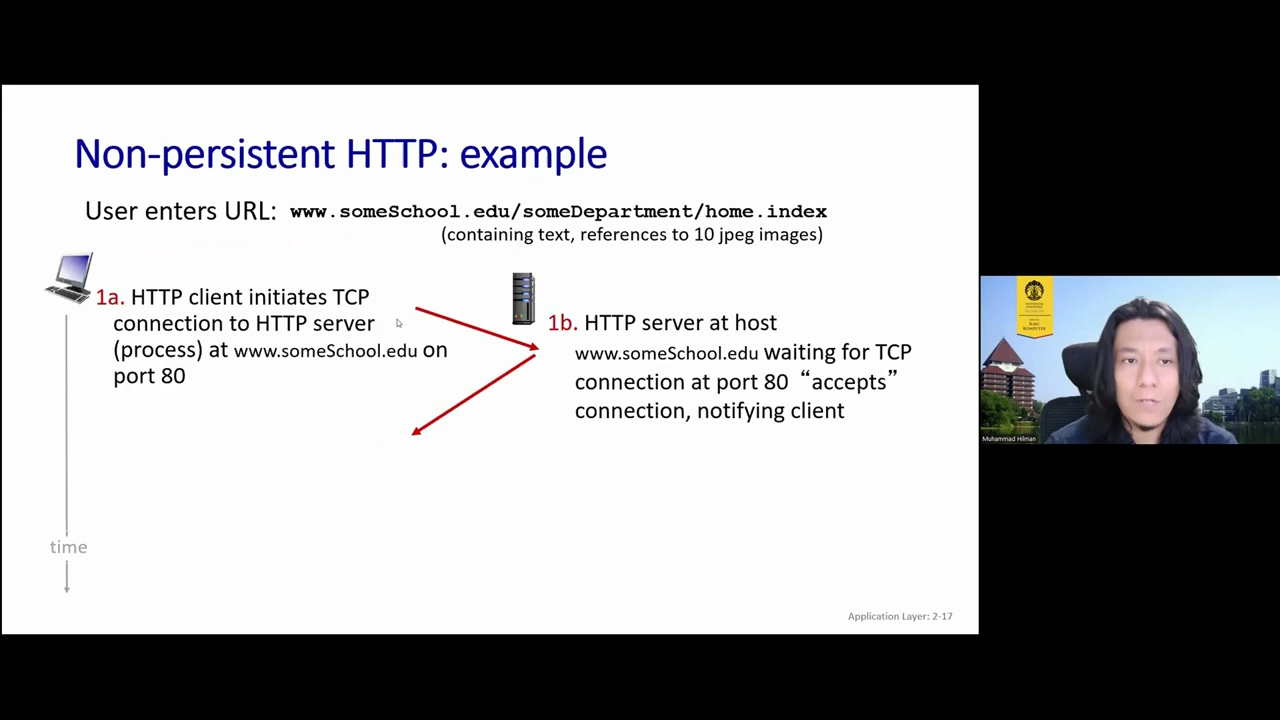 Non-persistent HTTP: example
User enters URL: www.someSchool.edu/someDepartment/home.index
(containing text, references to 10 jpeg images)
1a. HTTP client initiates TCP
connection to HTTP server
(process) at www.someSchool.edu on
port 80
1b. HTTP server at host
www.someSchool.edu waiting for TCP
connection at port 80 “accepts”
connection, notifying client
time
Application Layer: 2-17
ILMU
KOMPUTER
Muhammad Hilman